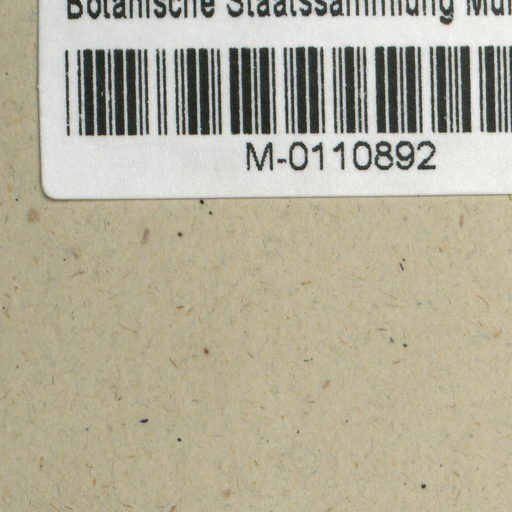 Botanische Staatssammlung
M-0110892